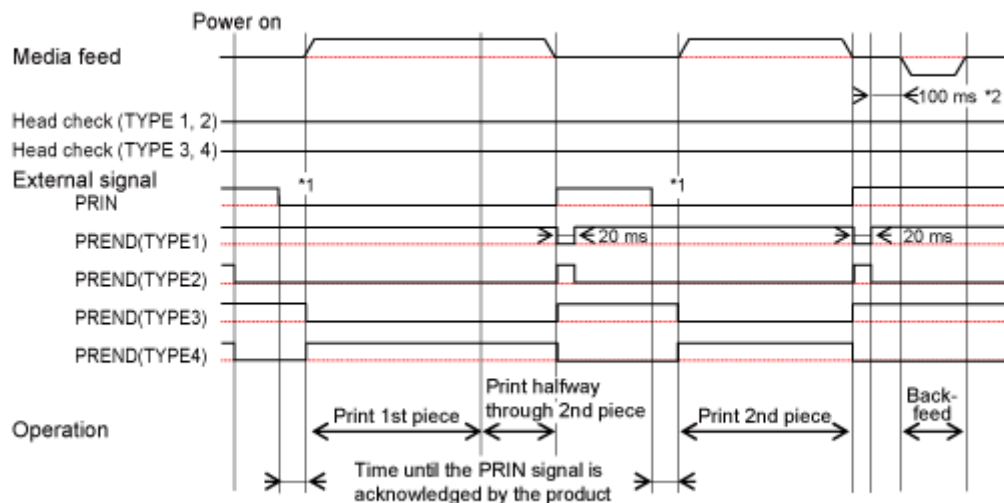 Power on
Media feed
100 ms *2
Head check (TYPE 1, 2)
Head check (TYPE 3, 4)
External signal
*1
*1
PRIN
PREND(TYPE1)
20 ms
20 ms
PREND(TYPE2)
PREND(TYPE3)
PREND(TYPE4)
Operation
Print 1st piece
Print halfway
through 2nd piece
Print 2nd piece
Back-
feed
Time until the PRIN signal is
acknowledged by the product